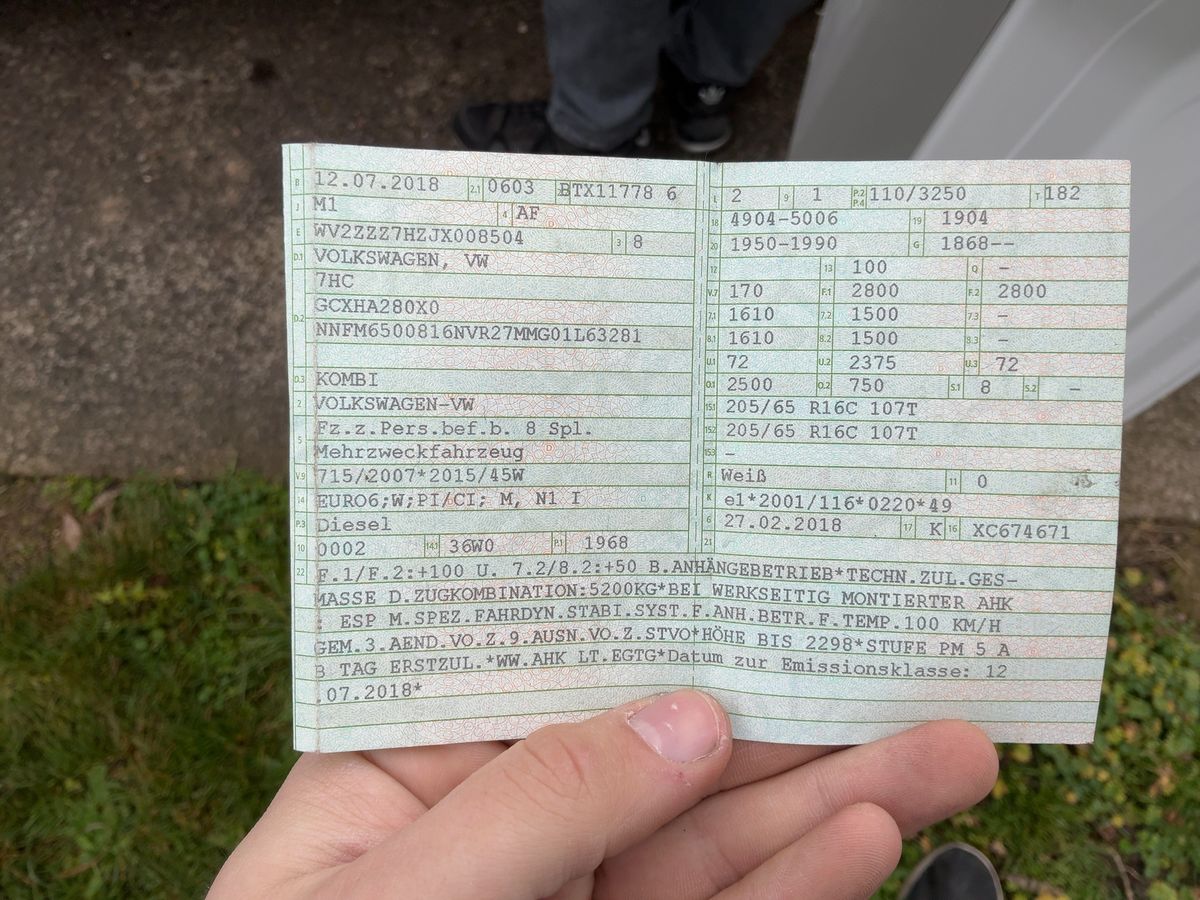 B 12.07.2018 2.1 0603 BTX11778 6
J M1 4 AF
E WV2ZZZ7HZJX008504 3 8
D.1 VOLKSWAGEN, VW
7HC
D.2 GCXHA280X0
NNFM6500816NVR27MMG01L63281
D.3 KOMBI
2 VOLKSWAGEN-VW
5 Fz.z.Pers.bef.b. 8 Spl.
Mehrzweckfahrzeug
V.9 715/2007*2015/45W
14 EURO6;W;PI/CI; M, N1 I
P.3 Diesel
10 0002 14.1 36W0 P.1 1968
L 2 9 1 P.2 P.4 110/3250 T 182
18 4904-5006 19 1904
20 1950-1990 G 1868--
12 13 100 Q -
V.7 170 F.1 2800 F.2 2800
7.1 1610 7.2 1500 7.3 -
8.1 1610 8.2 1500 8.3 -
U.1 72 U.2 2375 U.3 72
O.1 2500 O.2 750 S.1 8 S.2 -
15.1 205/65 R16C 107T
15.2 205/65 R16C 107T
15.3 -
R Weiß 11 0
K e1*2001/116*0220*49
6 27.02.2018 17 K 16 XC674671
21
22 F.1/F.2:+100 U. 7.2/8.2:+50 B.ANHÄNGEBETRIEB*TECHN.ZUL.GES-
MASSE D.ZUGKOMBINATION:5200KG*BEI WERKSEITIG MONTIERTER AHK
ESP M.SPEZ.FAHRDYN.STABI.SYST.F.ANH.BETR.F.TEMP.100 KM/H
GEM.3.AEND.VO.Z.9.AUSN.VO.Z.STVO*HÖHE BIS 2298*STUFE PM 5 A
B TAG ERSTZUL.*WW.AHK LT.EGTG*Datum zur Emissionsklasse: 12
.07.2018*